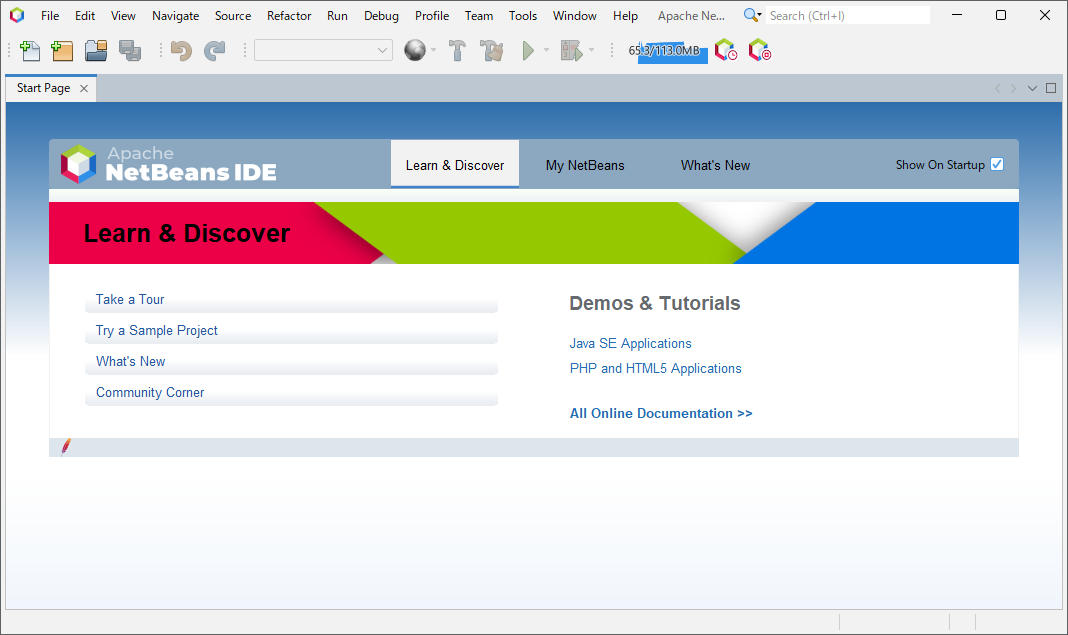 File Edit View Navigate Source Refactor Run Debug Profile Team Tools Window Help Apache Ne... Search (Ctrl+I)
65.3/113.0MB
Start Page
Apache
NetBeans IDE
Learn & Discover My NetBeans What's New Show On Startup
Learn & Discover
Take a Tour
Try a Sample Project
What's New
Community Corner
Demos & Tutorials
Java SE Applications
PHP and HTML5 Applications
All Online Documentation >>